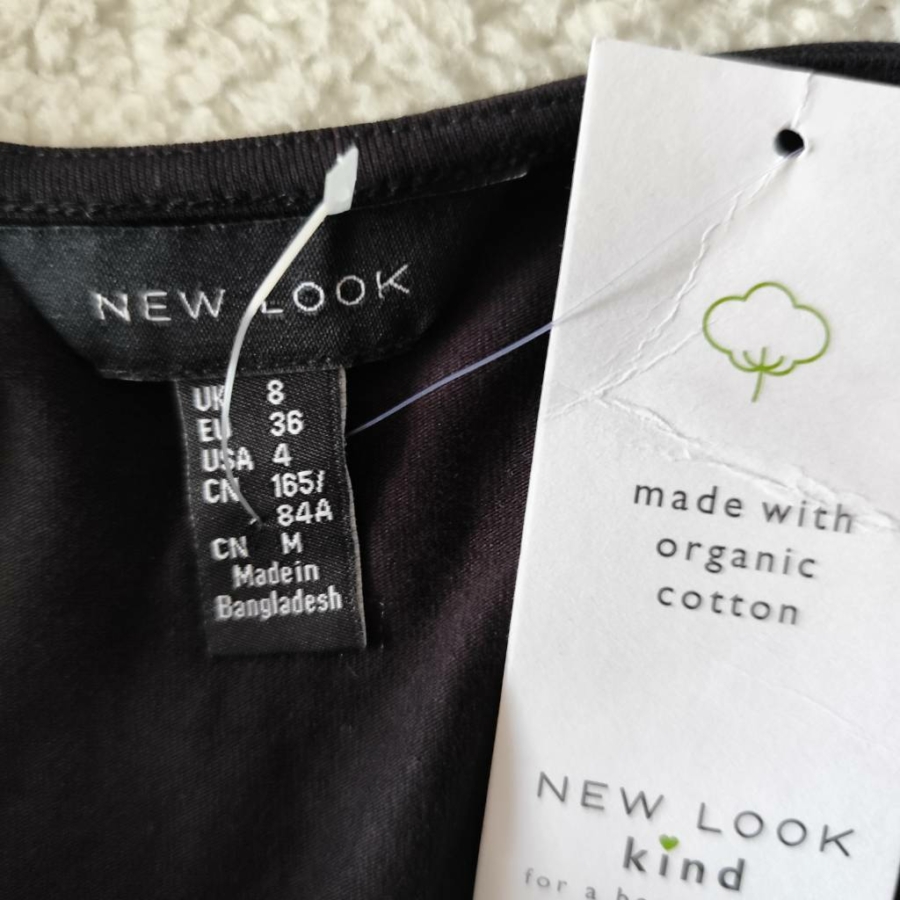 NEW LOOK
UK 8
EU 36
USA 4
CN 165/
84A
CN M
Made in
Bangladesh
made with
organic
cotton
NEW LOOK
kind
for a